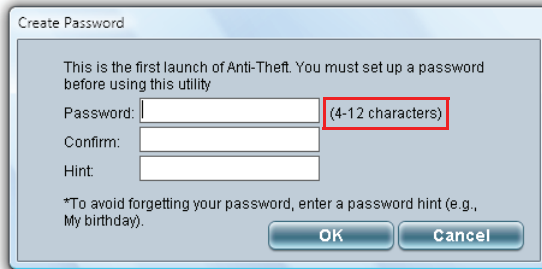 Create Password
This is the first launch of Anti-Theft. You must set up a password
before using this utility
Password: (4-12 characters)
Confirm:
Hint:
*To avoid forgetting your password, enter a password hint (e.g.,
My birthday).
OK Cancel